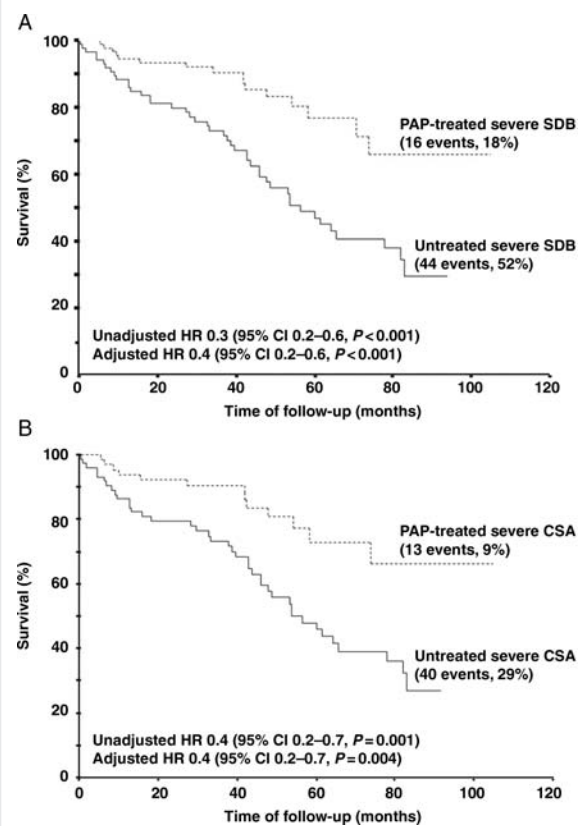 A
100
80
60
40
20
0
Survival (%)
PAP-treated severe SDB
(16 events, 18%)
Untreated severe SDB
(44 events, 52%)
Unadjusted HR 0.3 (95% CI 0.2–0.6, P<0.001)
Adjusted HR 0.4 (95% CI 0.2–0.6, P<0.001)
0 20 40 60 80 100 120
Time of follow-up (months)
B
100
80
60
40
20
0
Survival (%)
PAP-treated severe CSA
(13 events, 9%)
Untreated severe CSA
(40 events, 29%)
Unadjusted HR 0.4 (95% CI 0.2–0.7, P=0.001)
Adjusted HR 0.4 (95% CI 0.2–0.7, P=0.004)
0 20 40 60 80 100 120
Time of follow-up (months)